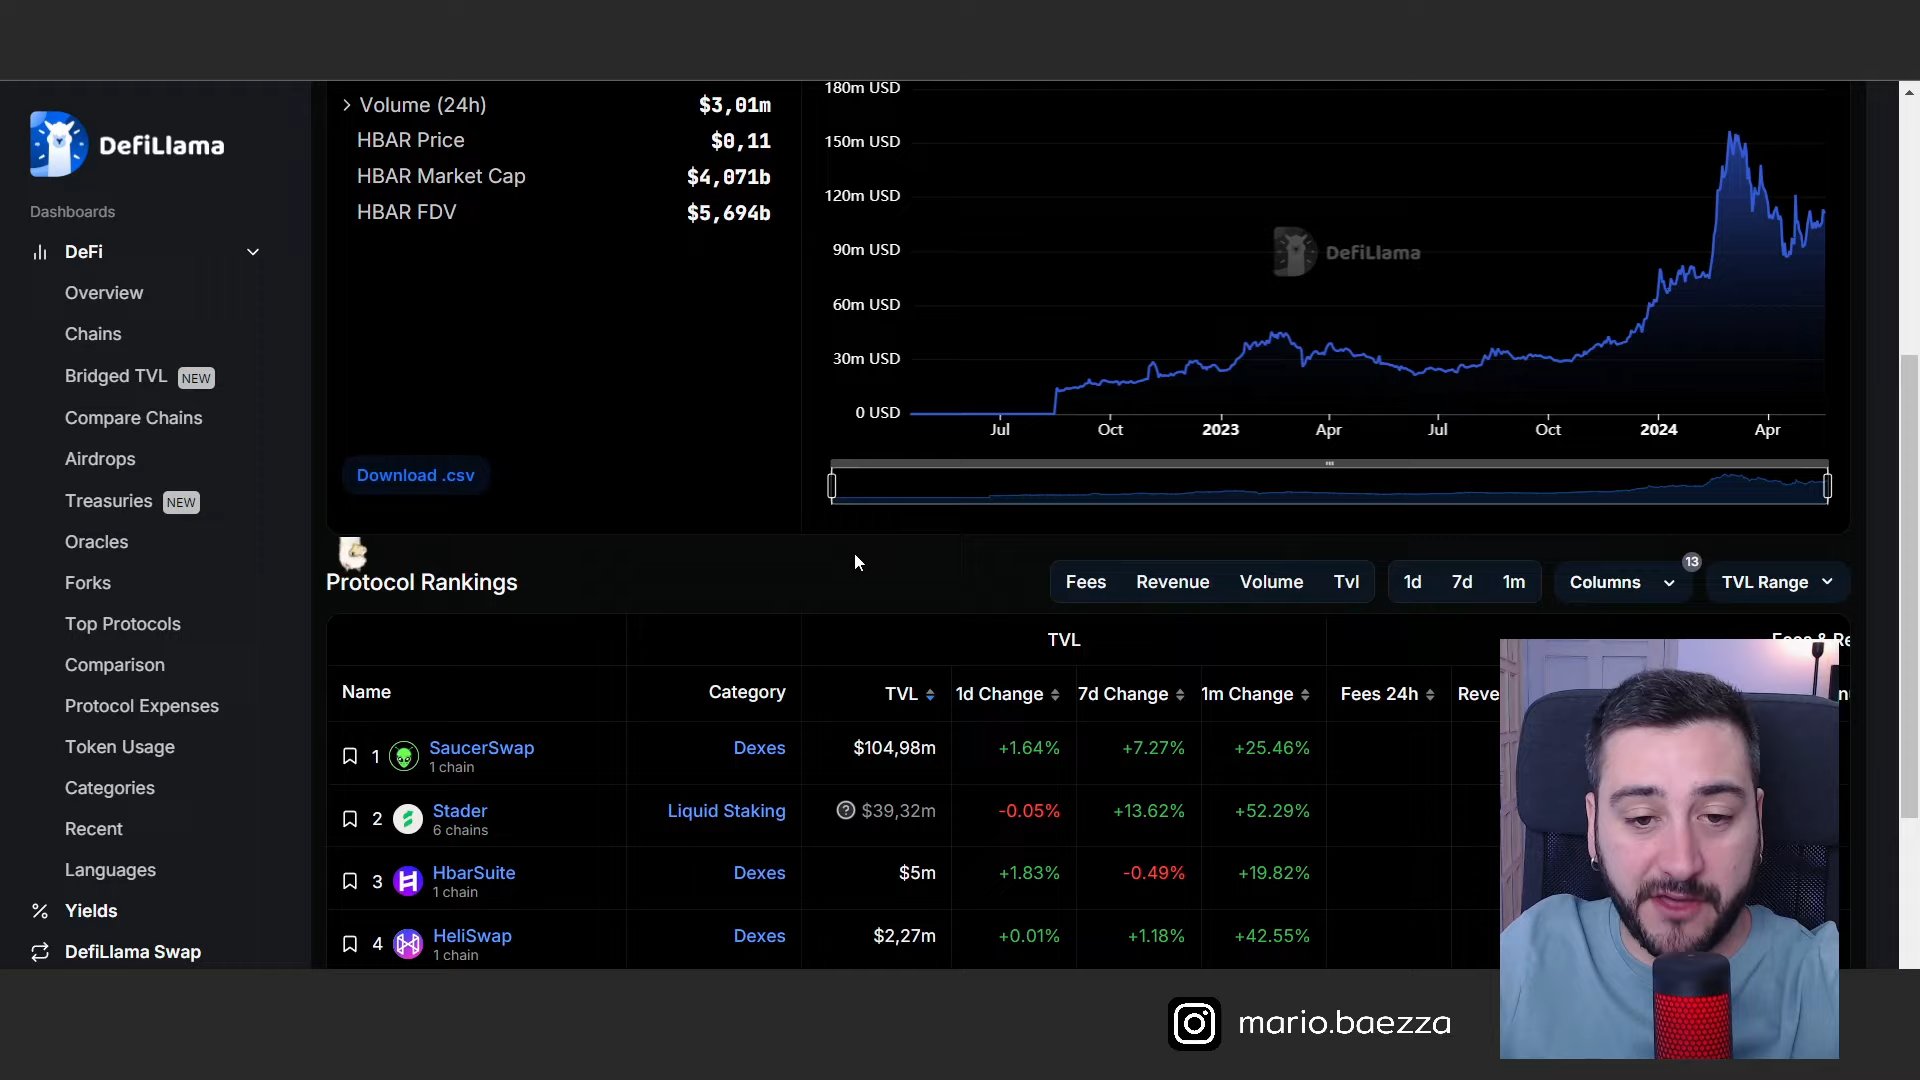 DefiLlama
Dashboards
DeFi
Overview
Chains
Bridged TVL NEW
Compare Chains
Airdrops
Treasuries NEW
Oracles
Forks
Top Protocols
Comparison
Protocol Expenses
Token Usage
Categories
Recent
Languages
Yields
DefiLlama Swap
Volume (24h) $3,01m
HBAR Price $0,11
HBAR Market Cap $4,071b
HBAR FDV $5,694b
Download .csv
180m USD
150m USD
120m USD
90m USD
60m USD
30m USD
0 USD
DefiLlama
Jul Oct 2023 Apr Jul Oct 2024 Apr
Protocol Rankings
Fees Revenue Volume Tvl
1d 7d 1m
Columns 13
TVL Range
TVL
Name Category TVL 1d Change 7d Change 1m Change Fees 24h
1 SaucerSwap Dexes $104,98m +1.64% +7.27% +25.46%
1 chain
2 Stader Liquid Staking ? $39,32m -0.05% +13.62% +52.29%
6 chains
3 HbarSuite Dexes $5m +1.83% -0.49% +19.82%
1 chain
4 HeliSwap Dexes $2,27m +0.01% +1.18% +42.55%
1 chain
mario.baezza